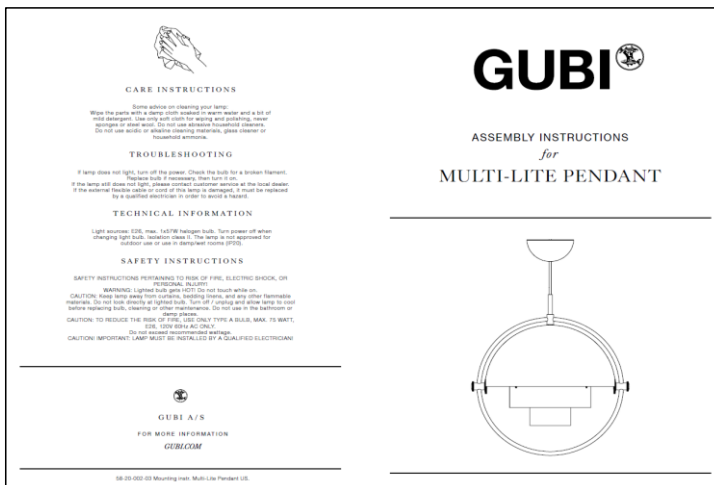 CARE INSTRUCTIONS
Some advice on cleaning your lamp:
Wipe the parts with a damp cloth soaked in warm water and a bit of
mild detergent. Use only soft cloth for wiping and polishing, never
sponges or steel wool. Do not use abrasive household cleaners.
Do not use acidic or alkaline cleaning materials, glass cleaner or
household ammonia.
TROUBLESHOOTING
If lamp does not light, turn off the power. Check the bulb for a broken filament.
Replace bulb if necessary, then turn it on.
If the lamp still does not light, please contact customer service at the local dealer.
If the external flexible cable or cord of this lamp is damaged, it must be replaced
by a qualified electrician in order to avoid a hazard.
TECHNICAL INFORMATION
Light sources: E26, max. 1x57W halogen bulb. Turn power off when
changing light bulb. Isolation class II. The lamp is not approved for
outdoor use or use in damp/wet rooms (IP20).
SAFETY INSTRUCTIONS
SAFETY INSTRUCTIONS PERTAINING TO RISK OF FIRE, ELECTRIC SHOCK, OR
PERSONAL INJURY!
WARNING: Lighted bulb gets HOT! Do not touch while on.
CAUTION: Keep lamp away from curtains, bedding linens, and any other flammable
materials. Do not look directly at lighted bulb. Turn off / unplug and allow lamp to cool
before replacing bulb, cleaning or other maintenance. Do not use in the bathroom or
damp places.
CAUTION: TO REDUCE THE RISK OF FIRE, USE ONLY TYPE A BULB, MAX. 75 WATT,
E26, 120V 60Hz AC ONLY.
Do not exceed recommended wattage.
CAUTION! IMPORTANT: LAMP MUST BE INSTALLED BY A QUALIFIED ELECTRICIAN!
GUBI A/S
FOR MORE INFORMATION
GUBI.COM
58-20-002-03 Mounting Instr. Multi-Lite Pendant US.
GUBI
ASSEMBLY INSTRUCTIONS
for
MULTI-LITE PENDANT